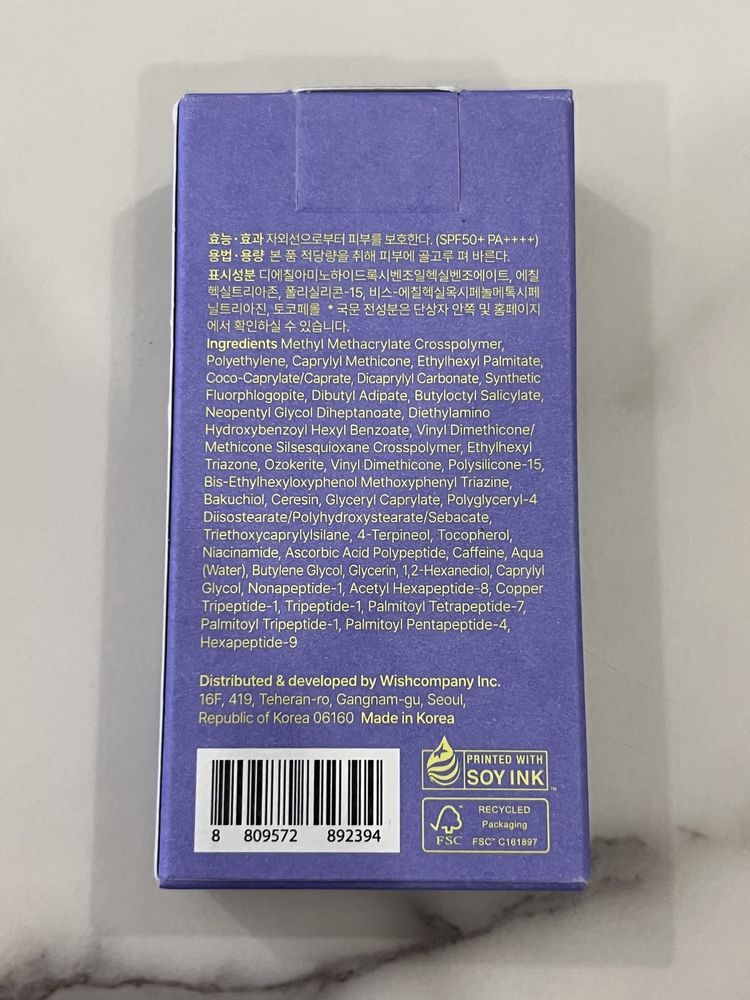 효능·효과 자외선으로부터 피부를 보호한다. (SPF50+ PA++++)
용법·용량 본 품 적당량을 취해 피부에 골고루 펴 바른다.
표시성분 디에칠아미노하이드록시벤조일헥실벤조에이트, 에칠
헥실트리아존, 폴리실리콘-15, 비스-에칠헥실옥시페놀메톡시페
닐트리아진, 토코페롤 * 국문 전성분은 단상자 안쪽 및 홈페이지
에서 확인하실 수 있습니다.
Ingredients Methyl Methacrylate Crosspolymer,
Polyethylene, Caprylyl Methicone, Ethylhexyl Palmitate,
Coco-Caprylate/Caprate, Dicaprylyl Carbonate, Synthetic
Fluorphlogopite, Dibutyl Adipate, Butyloctyl Salicylate,
Neopentyl Glycol Diheptanoate, Diethylamino
Hydroxybenzoyl Hexyl Benzoate, Vinyl Dimethicone/
Methicone Silsesquioxane Crosspolymer, Ethylhexyl
Triazone, Ozokerite, Vinyl Dimethicone, Polysilicone-15,
Bis-Ethylhexyloxyphenol Methoxyphenyl Triazine,
Bakuchiol, Ceresin, Glyceryl Caprylate, Polyglyceryl-4
Diisostearate/Polyhydroxystearate/Sebacate,
Triethoxycaprylylsilane, 4-Terpineol, Tocopherol,
Niacinamide, Ascorbic Acid Polypeptide, Caffeine, Aqua
(Water), Butylene Glycol, Glycerin, 1,2-Hexanediol, Caprylyl
Glycol, Nonapeptide-1, Acetyl Hexapeptide-8, Copper
Tripeptide-1, Tripeptide-1, Palmitoyl Tetrapeptide-7,
Palmitoyl Tripeptide-1, Palmitoyl Pentapeptide-4,
Hexapeptide-9
Distributed & developed by Wishcompany Inc.
16F, 419, Teheran-ro, Gangnam-gu, Seoul,
Republic of Korea 06160 Made in Korea
PRINTED WITH
SOY INK™
8 809572 892394
FSC™
RECYCLED
Packaging
FSC™ C161897